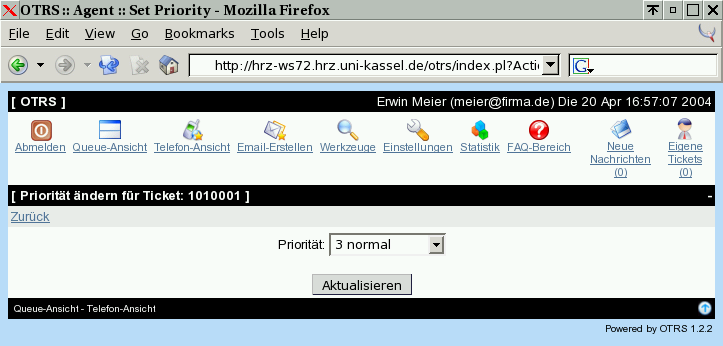 OTRS :: Agent :: Set Priority - Mozilla Firefox
File Edit View Go Bookmarks Tools Help
http://hrz-ws72.hrz.uni-kassel.de/otrs/index.pl?Actio
[ OTRS ] Erwin Meier (meier@firma.de) Die 20 Apr 16:57:07 2004
Abmelden Queue-Ansicht Telefon-Ansicht Email-Erstellen Werkzeuge Einstellungen Statistik FAQ-Bereich Neue Nachrichten (0) Eigene Tickets (0)
[ Priorität ändern für Ticket: 1010001 ] -
Zurück
Priorität: 3 normal
Aktualisieren
Queue-Ansicht - Telefon-Ansicht
Powered by OTRS 1.2.2